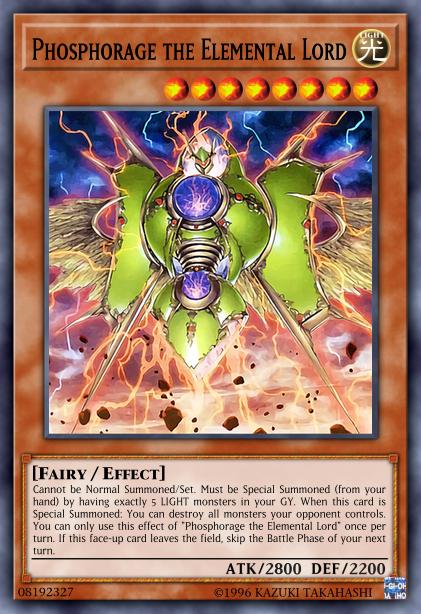 PHOSPHORAGE THE ELEMENTAL LORD
LIGHT
光
[FAIRY / EFFECT]
Cannot be Normal Summoned/Set. Must be Special Summoned (from your
hand) by having exactly 5 LIGHT monsters in your GY. When this card is
Special Summoned: You can destroy all monsters your opponent controls.
You can only use this effect of "Phosphorage the Elemental Lord" once per
turn. If this face-up card leaves the field, skip the Battle Phase of your next
turn.
ATK/2800 DEF/2200
08192327
©1996 KAZUKI TAKAHASHI